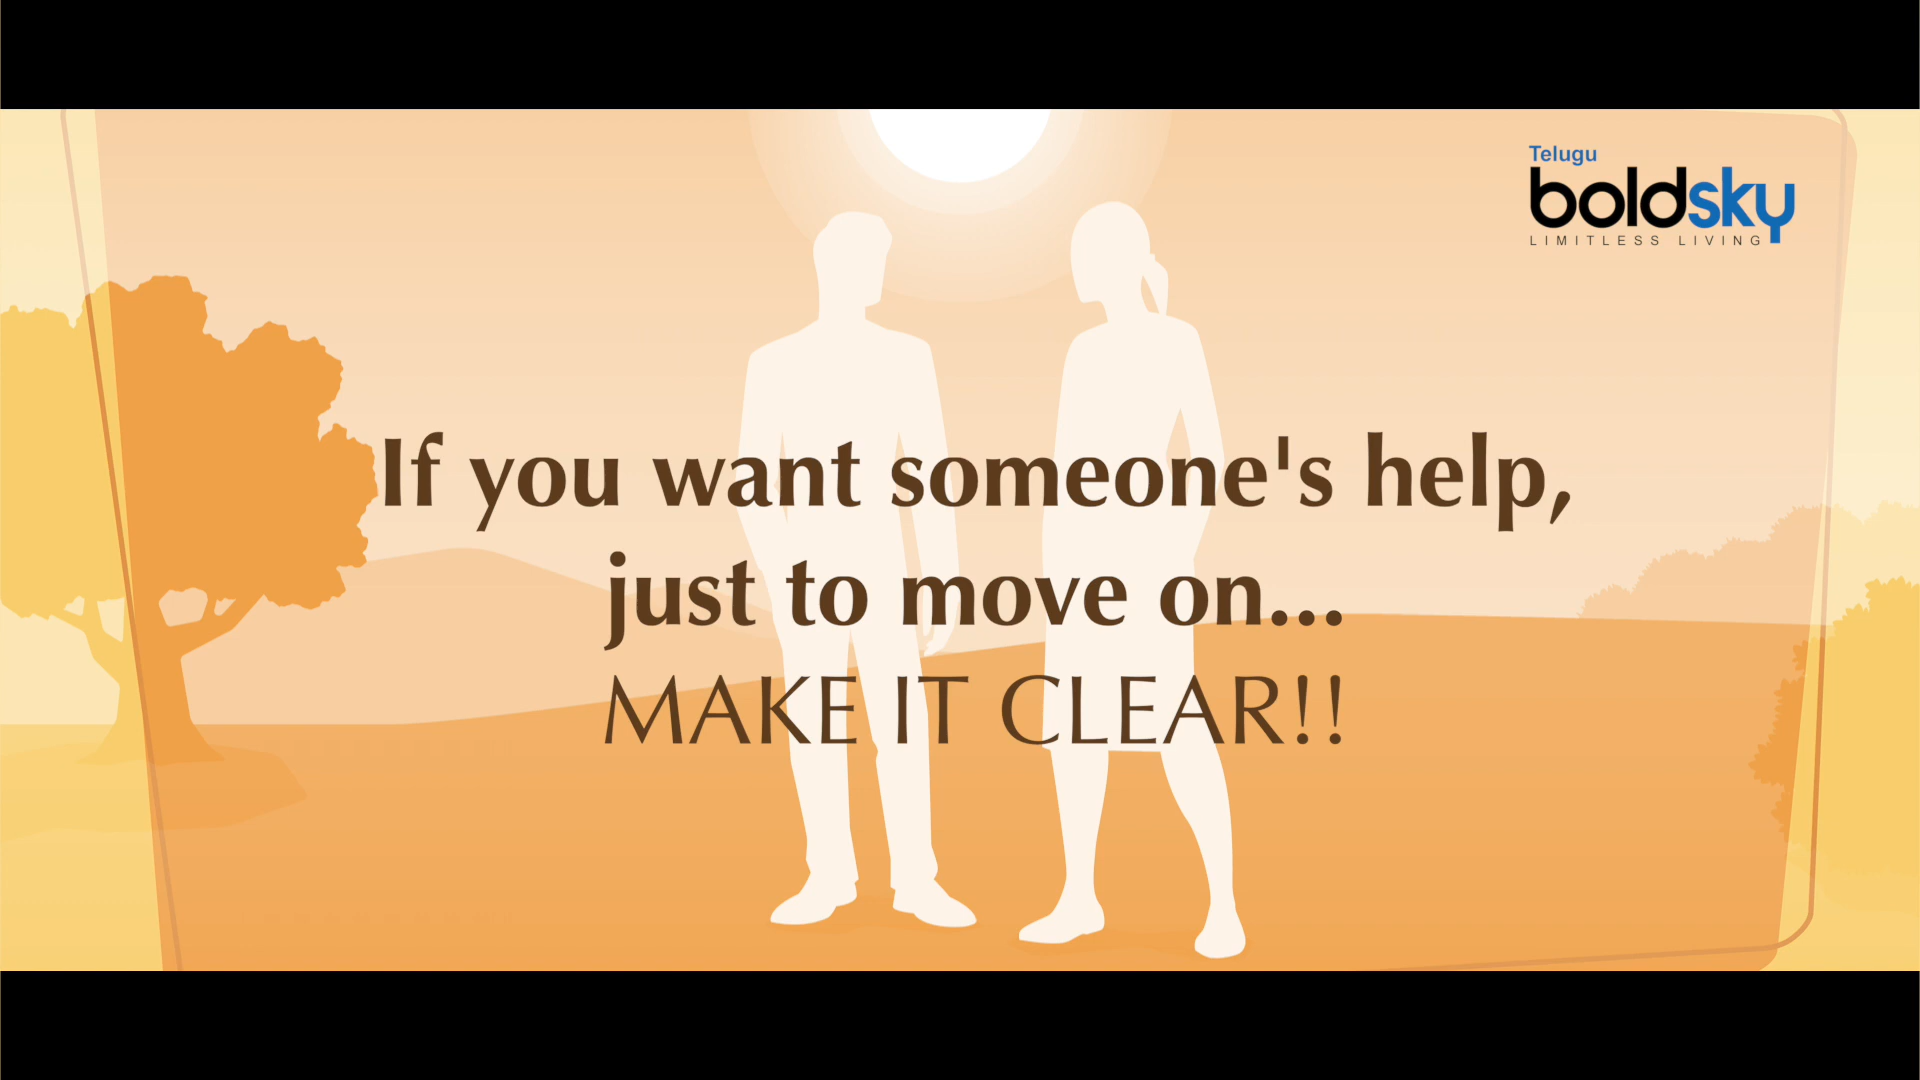 Telugu
boldsky
LIMITLESS LIVING
If you want someone's help,
just to move on...
MAKE IT CLEAR!!